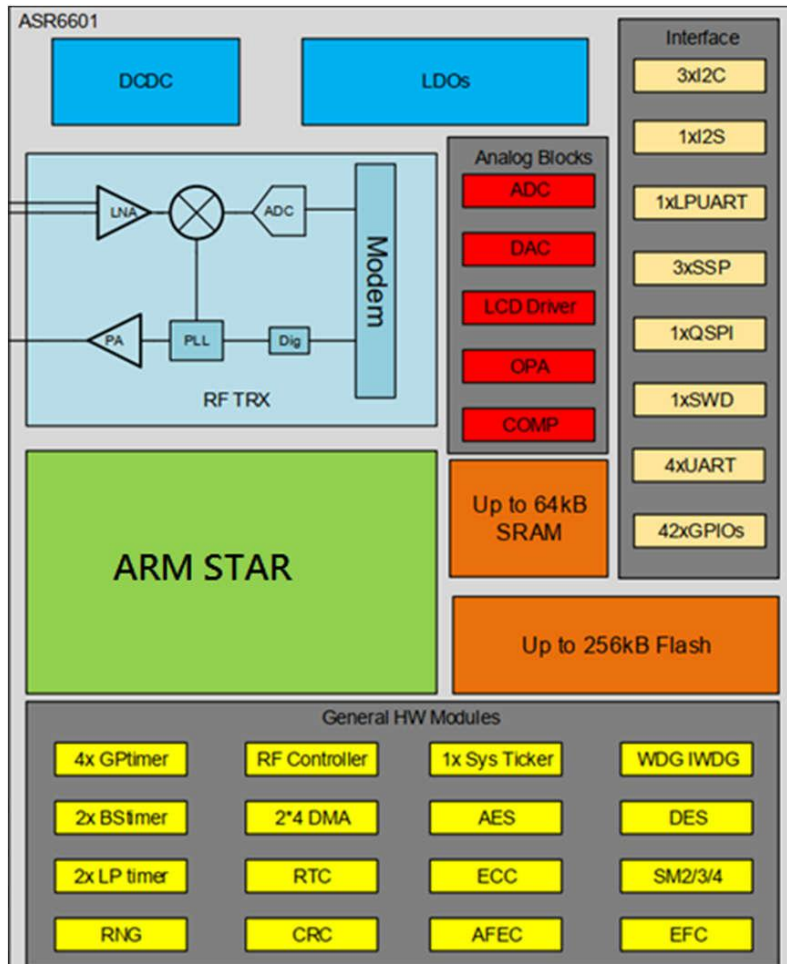 ASR6601
DCDC
LDOs
Interface
3xI2C
1xI2S
1xLPUART
3xSSP
1xQSPI
1xSWD
4xUART
42xGPIOs
LNA
ADC
Modem
PA
PLL
Dig
RF TRX
Analog Blocks
ADC
DAC
LCD Driver
OPA
COMP
ARM STAR
Up to 64kB
SRAM
Up to 256kB Flash
General HW Modules
4x GPtimer
RF Controller
1x Sys Ticker
WDG IWDG
2x BStimer
2*4 DMA
AES
DES
2x LP timer
RTC
ECC
SM2/3/4
RNG
CRC
AFEC
EFC